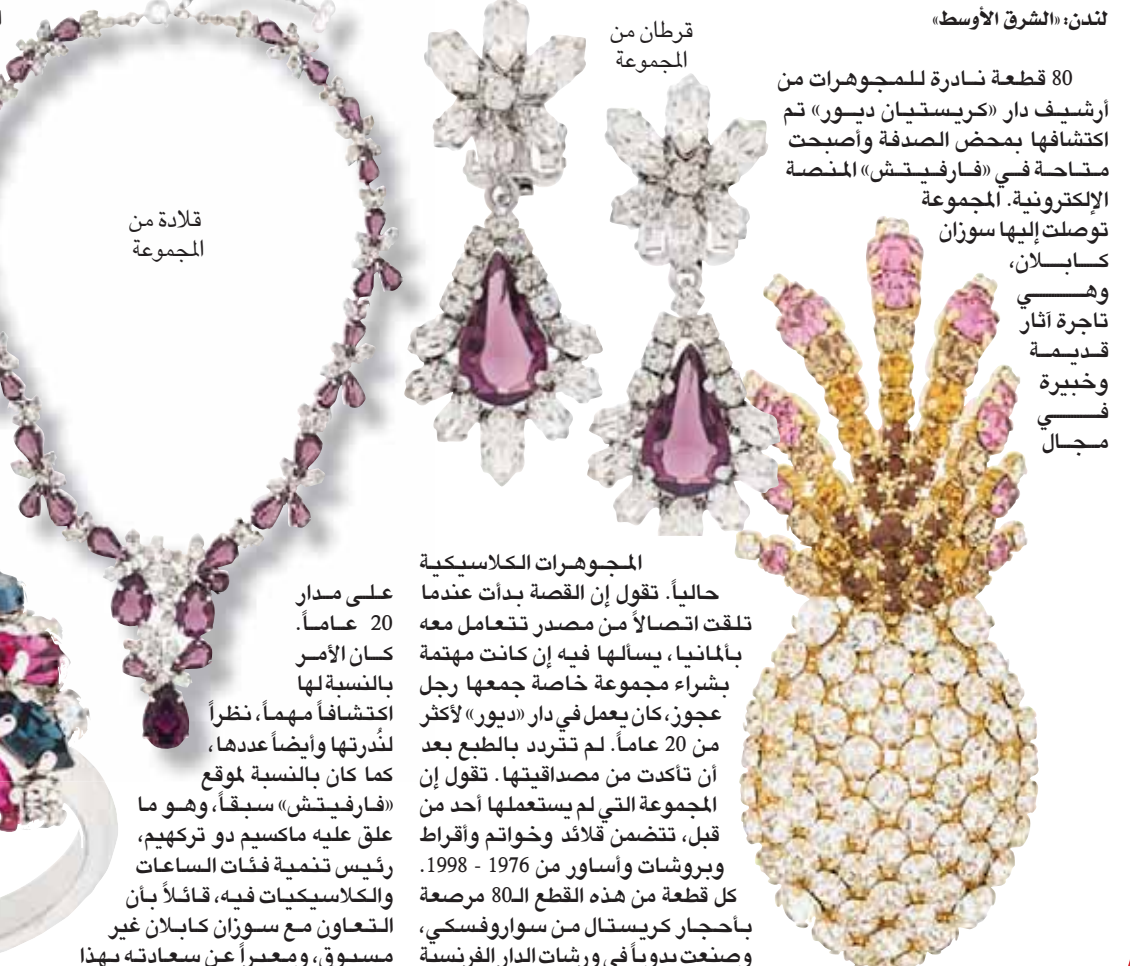 لندن: «الشرق الأوسط»
80 قطعة نادرة للمجوهرات من
أرشيف دار «كريستيان ديور» تم
اكتشافها بمحض الصدفة وأصبحت
متاحة في «فارفيتش» المنصة
الإلكترونية. المجموعة
توصلت إليها سوزان
كابلان،
وهي
تاجرة آثار
قديمة
وخبيرة
في
مجال
المجوهرات الكلاسيكية
حالياً. تقول إن القصة بدأت عندما
تلقت اتصالاً من مصدر تتعامل معه
بألمانيا، يسألها فيه إن كانت مهتمة
بشراء مجموعة خاصة جمعها رجل
عجوز، كان يعمل في دار «ديور» لأكثر
من 20 عاماً. لم تتردد بالطبع بعد
أن تأكدت من مصداقيتها. تقول إن
المجموعة التي لم يستعملها أحد من
قبل، تتضمن قلائد وخواتم وأقراط
وبروشات وأساور من 1976 - 1998.
كل قطعة من هذه القطع الـ80 مرصعة
بأحجار كريستال من سواروفسكي،
وصنعت يدوياً في ورشات الدار الفرنسية
على مدار
20 عاماً.
كان الأمر
بالنسبة لها
اكتشافاً مهماً، نظراً
لنُدرتها وأيضاً عددها،
كما كان بالنسبة لموقع
«فارفيتش» سبقاً، وهو ما
علق عليه ماكسيم دو تركهيم،
رئيس تنمية فئات الساعات
والكلاسيكيات فيه، قائلاً بأن
التعاون مع سوزان كابلان غير
مسبوق، ومعبراً عن سعادته بهذا
قرطان من
المجموعة
قلادة من
المجموعة